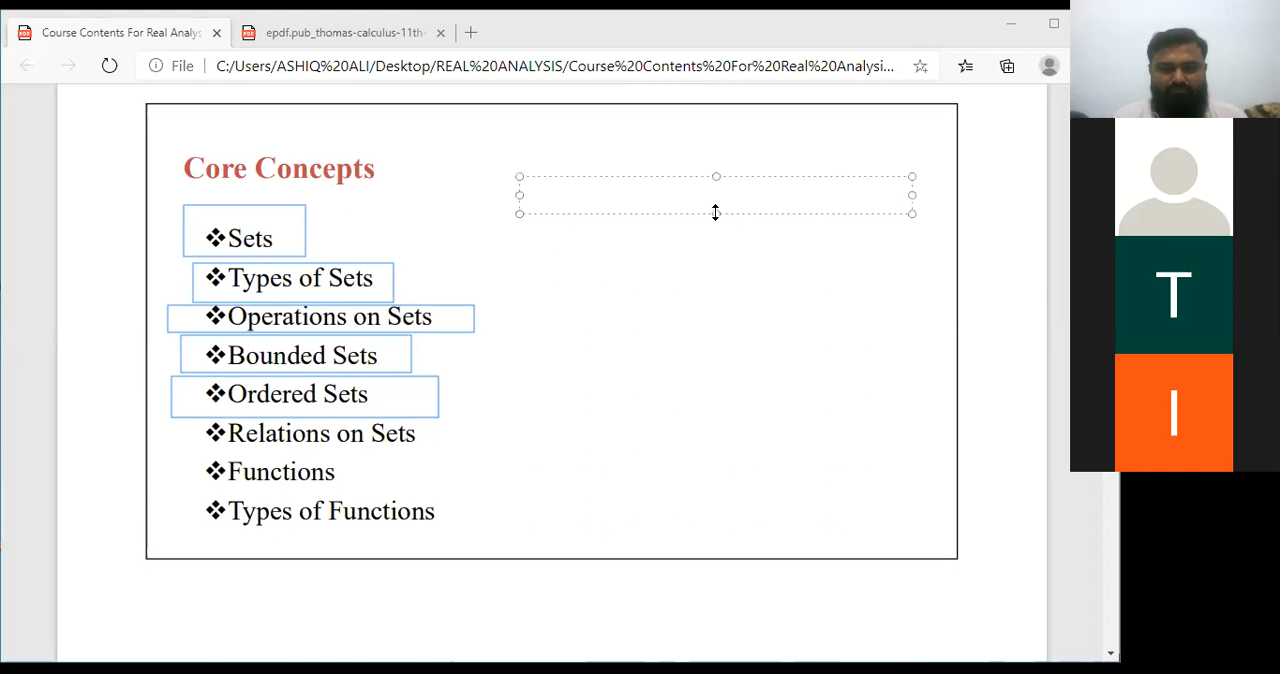 Course Contents For Real Analys
epdf.pub_thomas-calculus-11th-
File
C:/Users/ASHIQ%20ALI/Desktop/REAL%20ANALYSIS/Course%20Contents%20For%20Real%20Analysi...
Core Concepts
❖Sets
❖Types of Sets
❖Operations on Sets
❖Bounded Sets
❖Ordered Sets
❖Relations on Sets
❖Functions
❖Types of Functions
T
I